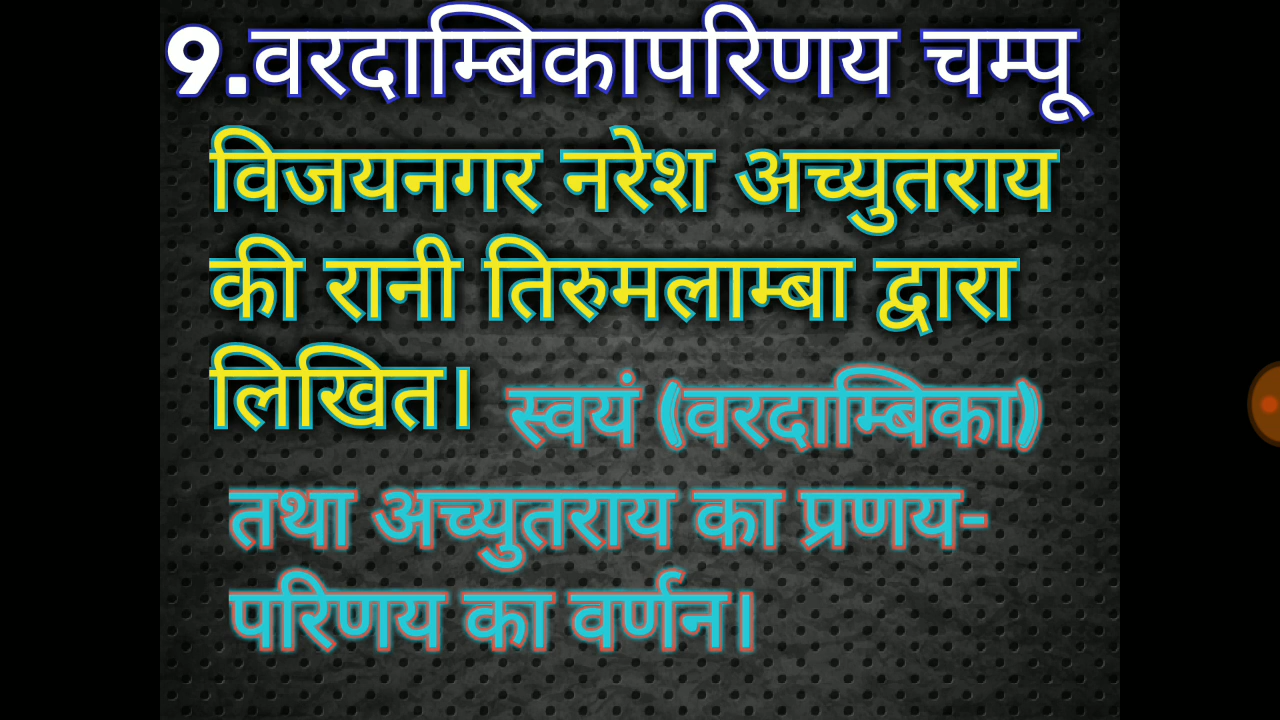 9.वरदाम्बिकापरिणय चम्पू
विजयनगर नरेश अच्युतराय
की रानी तिरुमलाम्बा द्वारा
लिखित। स्वयं (वरदाम्बिका)
तथा अच्युतराय का प्रणय-
परिणय का वर्णन।